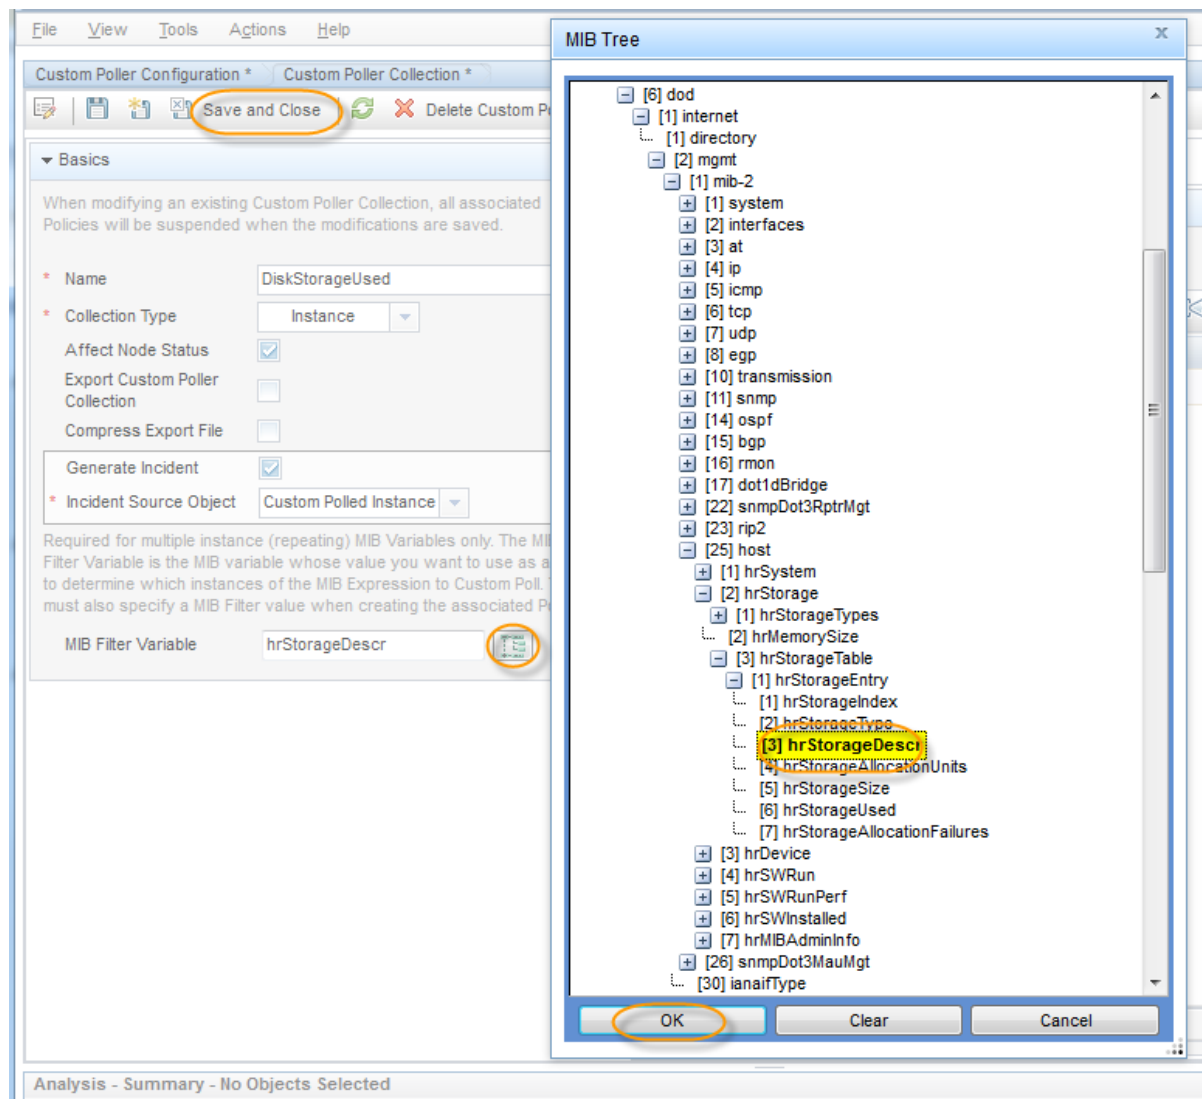 File View Tools Actions Help
Custom Poller Configuration * Custom Poller Collection *
Save and Close Delete Custom Po
Basics
When modifying an existing Custom Poller Collection, all associated
Policies will be suspended when the modifications are saved.
* Name DiskStorageUsed
* Collection Type Instance
Affect Node Status
Export Custom Poller
Collection
Compress Export File
Generate Incident
* Incident Source Object Custom Polled Instance
Required for multiple instance (repeating) MIB Variables only. The MI
Filter Variable is the MIB variable whose value you want to use as a
to determine which instances of the MIB Expression to Custom Poll.
must also specify a MIB Filter value when creating the associated Po
MIB Filter Variable hrStorageDescr
MIB Tree x
[6] dod
[1] internet
[1] directory
[2] mgmt
[1] mib-2
[1] system
[2] interfaces
[3] at
[4] ip
[5] icmp
[6] tcp
[7] udp
[8] egp
[10] transmission
[11] snmp
[14] ospf
[15] bgp
[16] rmon
[17] dot1dBridge
[22] snmpDot3RptrMgt
[23] rip2
[25] host
[1] hrSystem
[2] hrStorage
[1] hrStorageTypes
[2] hrMemorySize
[3] hrStorageTable
[1] hrStorageEntry
[1] hrStorageIndex
[2] hrStorageType
[3] hrStorageDescr
[4] hrStorageAllocationUnits
[5] hrStorageSize
[6] hrStorageUsed
[7] hrStorageAllocationFailures
[3] hrDevice
[4] hrSWRun
[5] hrSWRunPerf
[6] hrSWInstalled
[7] hrMIBAdminInfo
[26] snmpDot3MauMgt
[30] ianaifType
OK Clear Cancel
Analysis - Summary - No Objects Selected